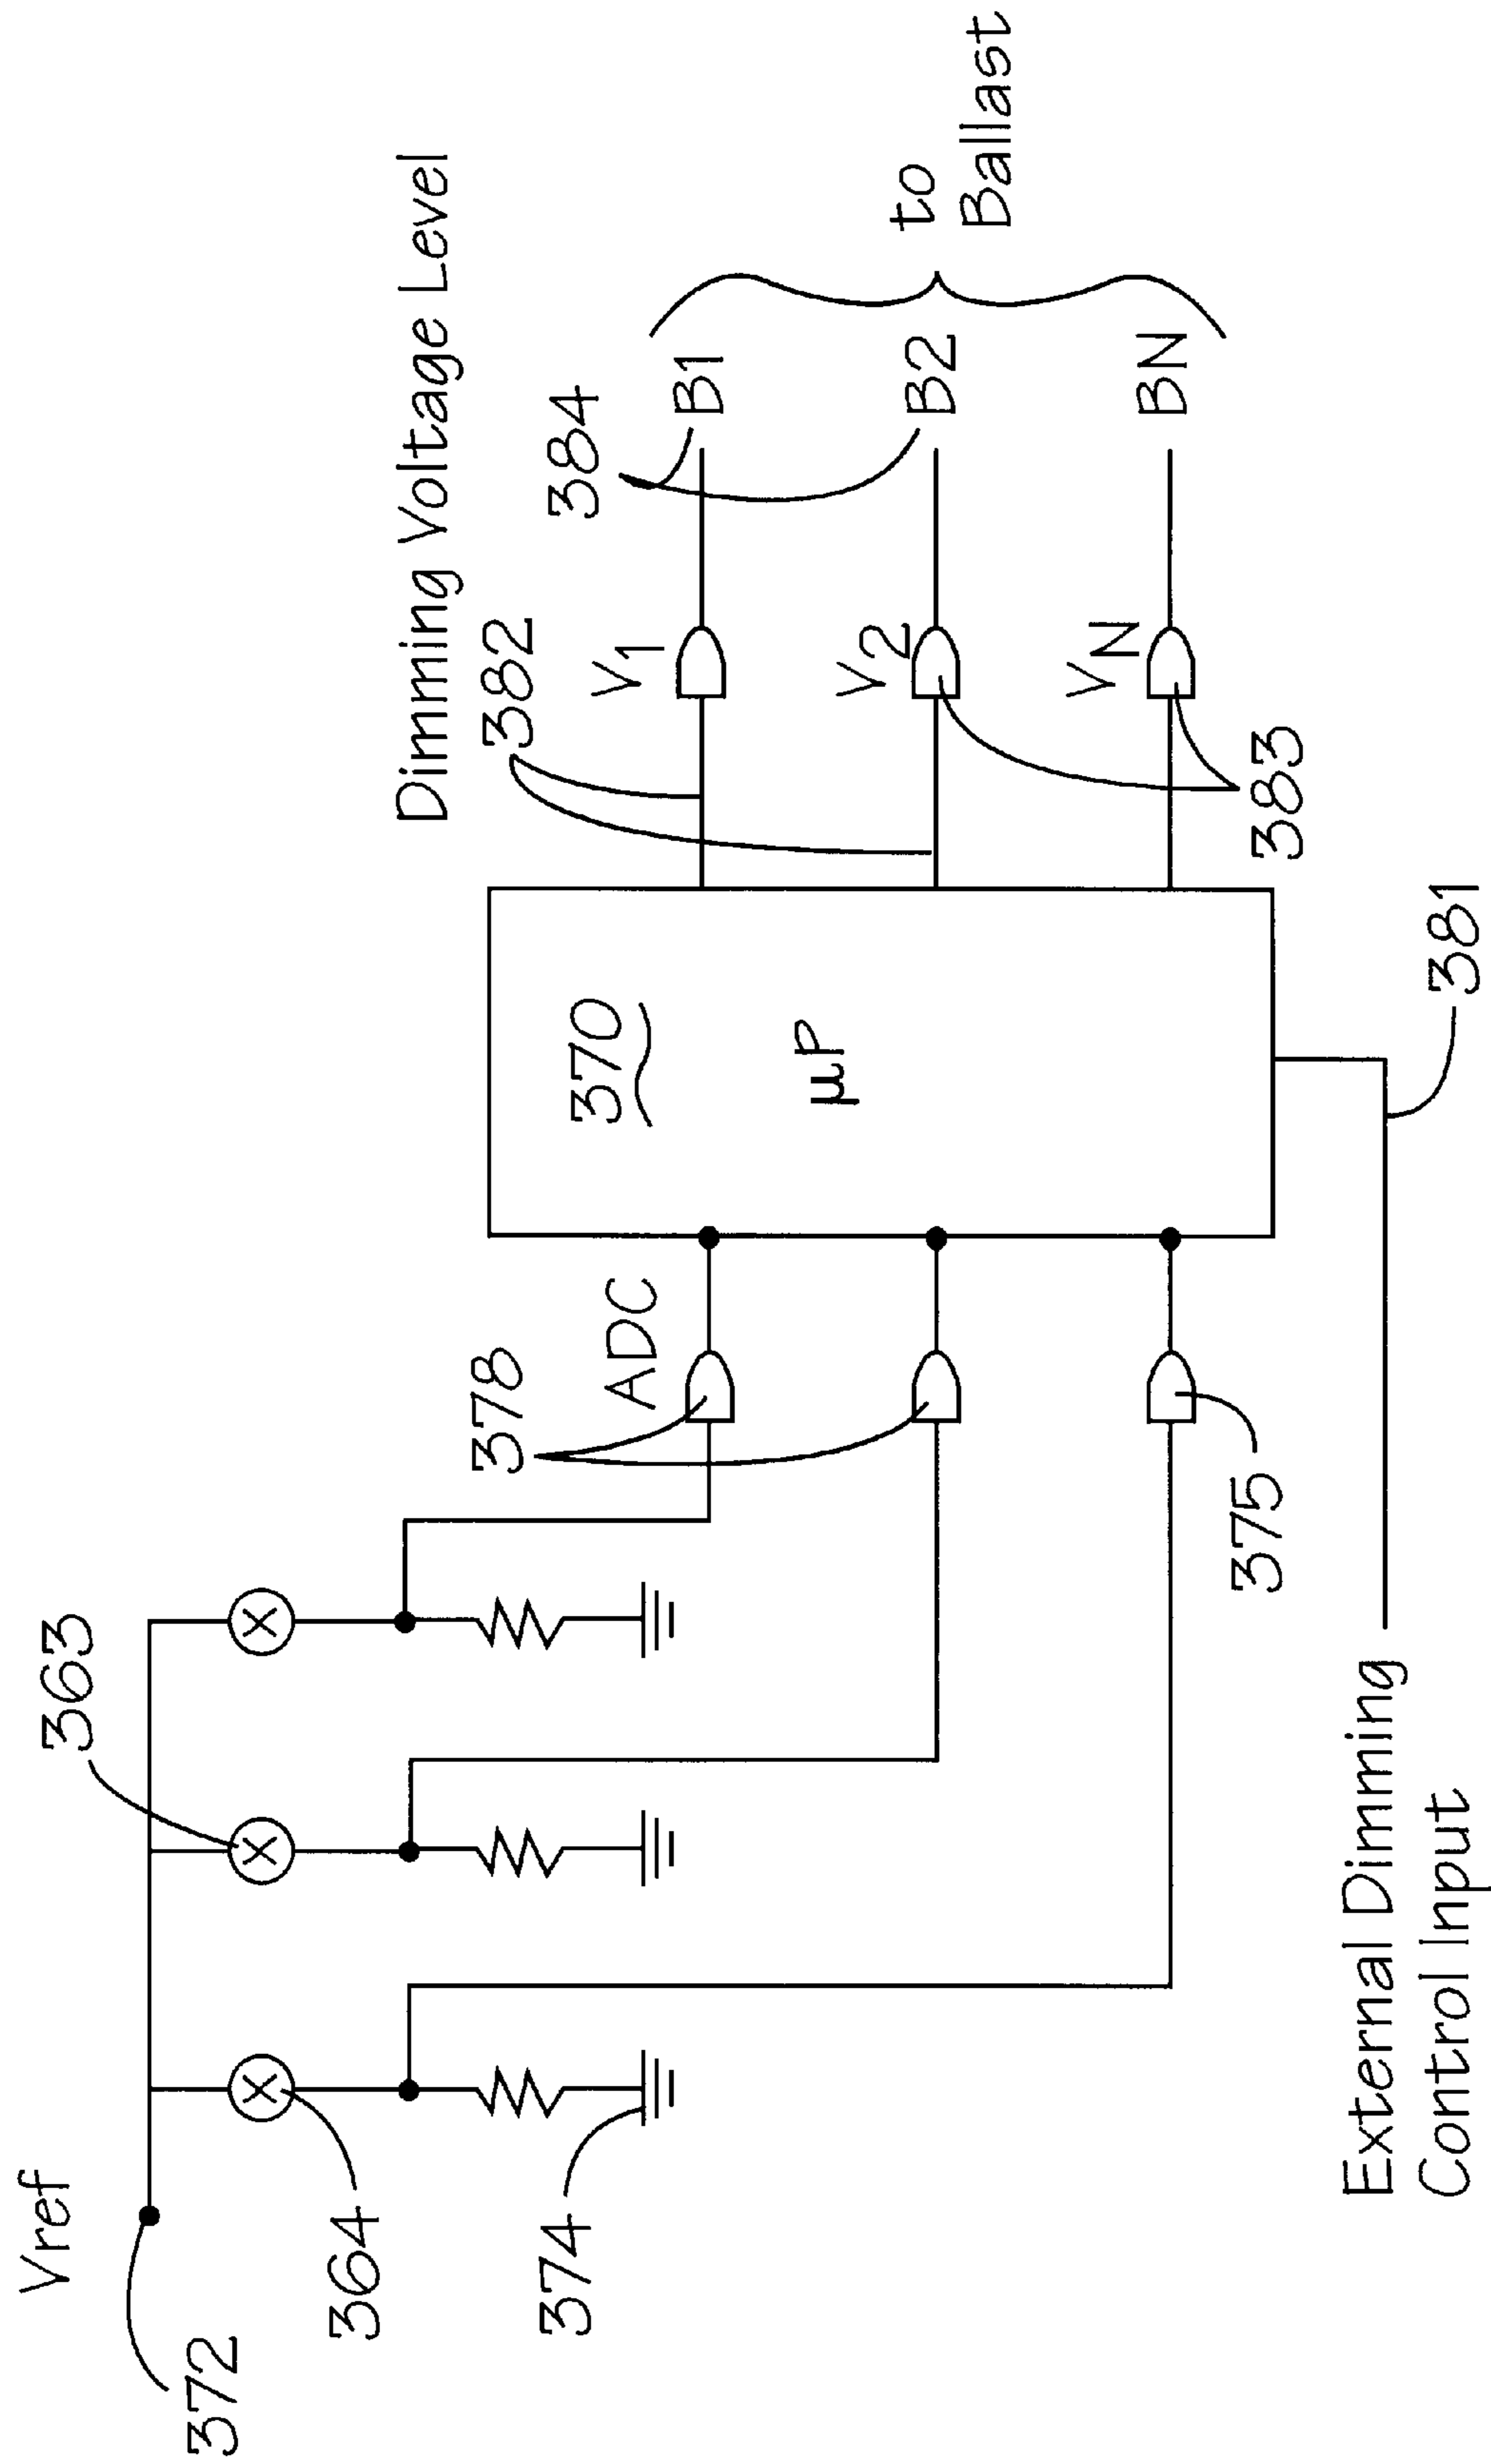 Vref
372
363
364
374
378
ADC
375
370
µP
External Dimming
Control Input
381
Dimming Voltage Level
382
V1
V2
VN
383
384
B1
B2
BN
to
Ballast